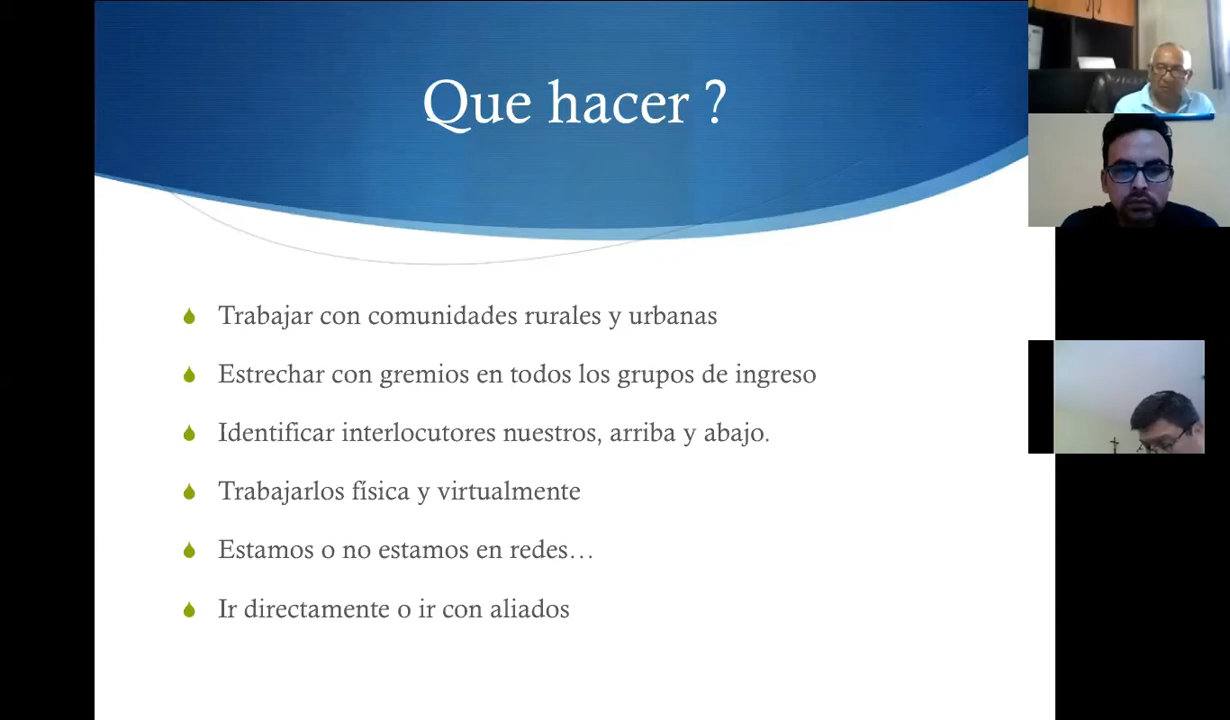 Que hacer ?
Trabajar con comunidades rurales y urbanas
Estrechar con gremios en todos los grupos de ingreso
Identificar interlocutores nuestros, arriba y abajo.
Trabajarlos física y virtualmente
Estamos o no estamos en redes…
Ir directamente o ir con aliados